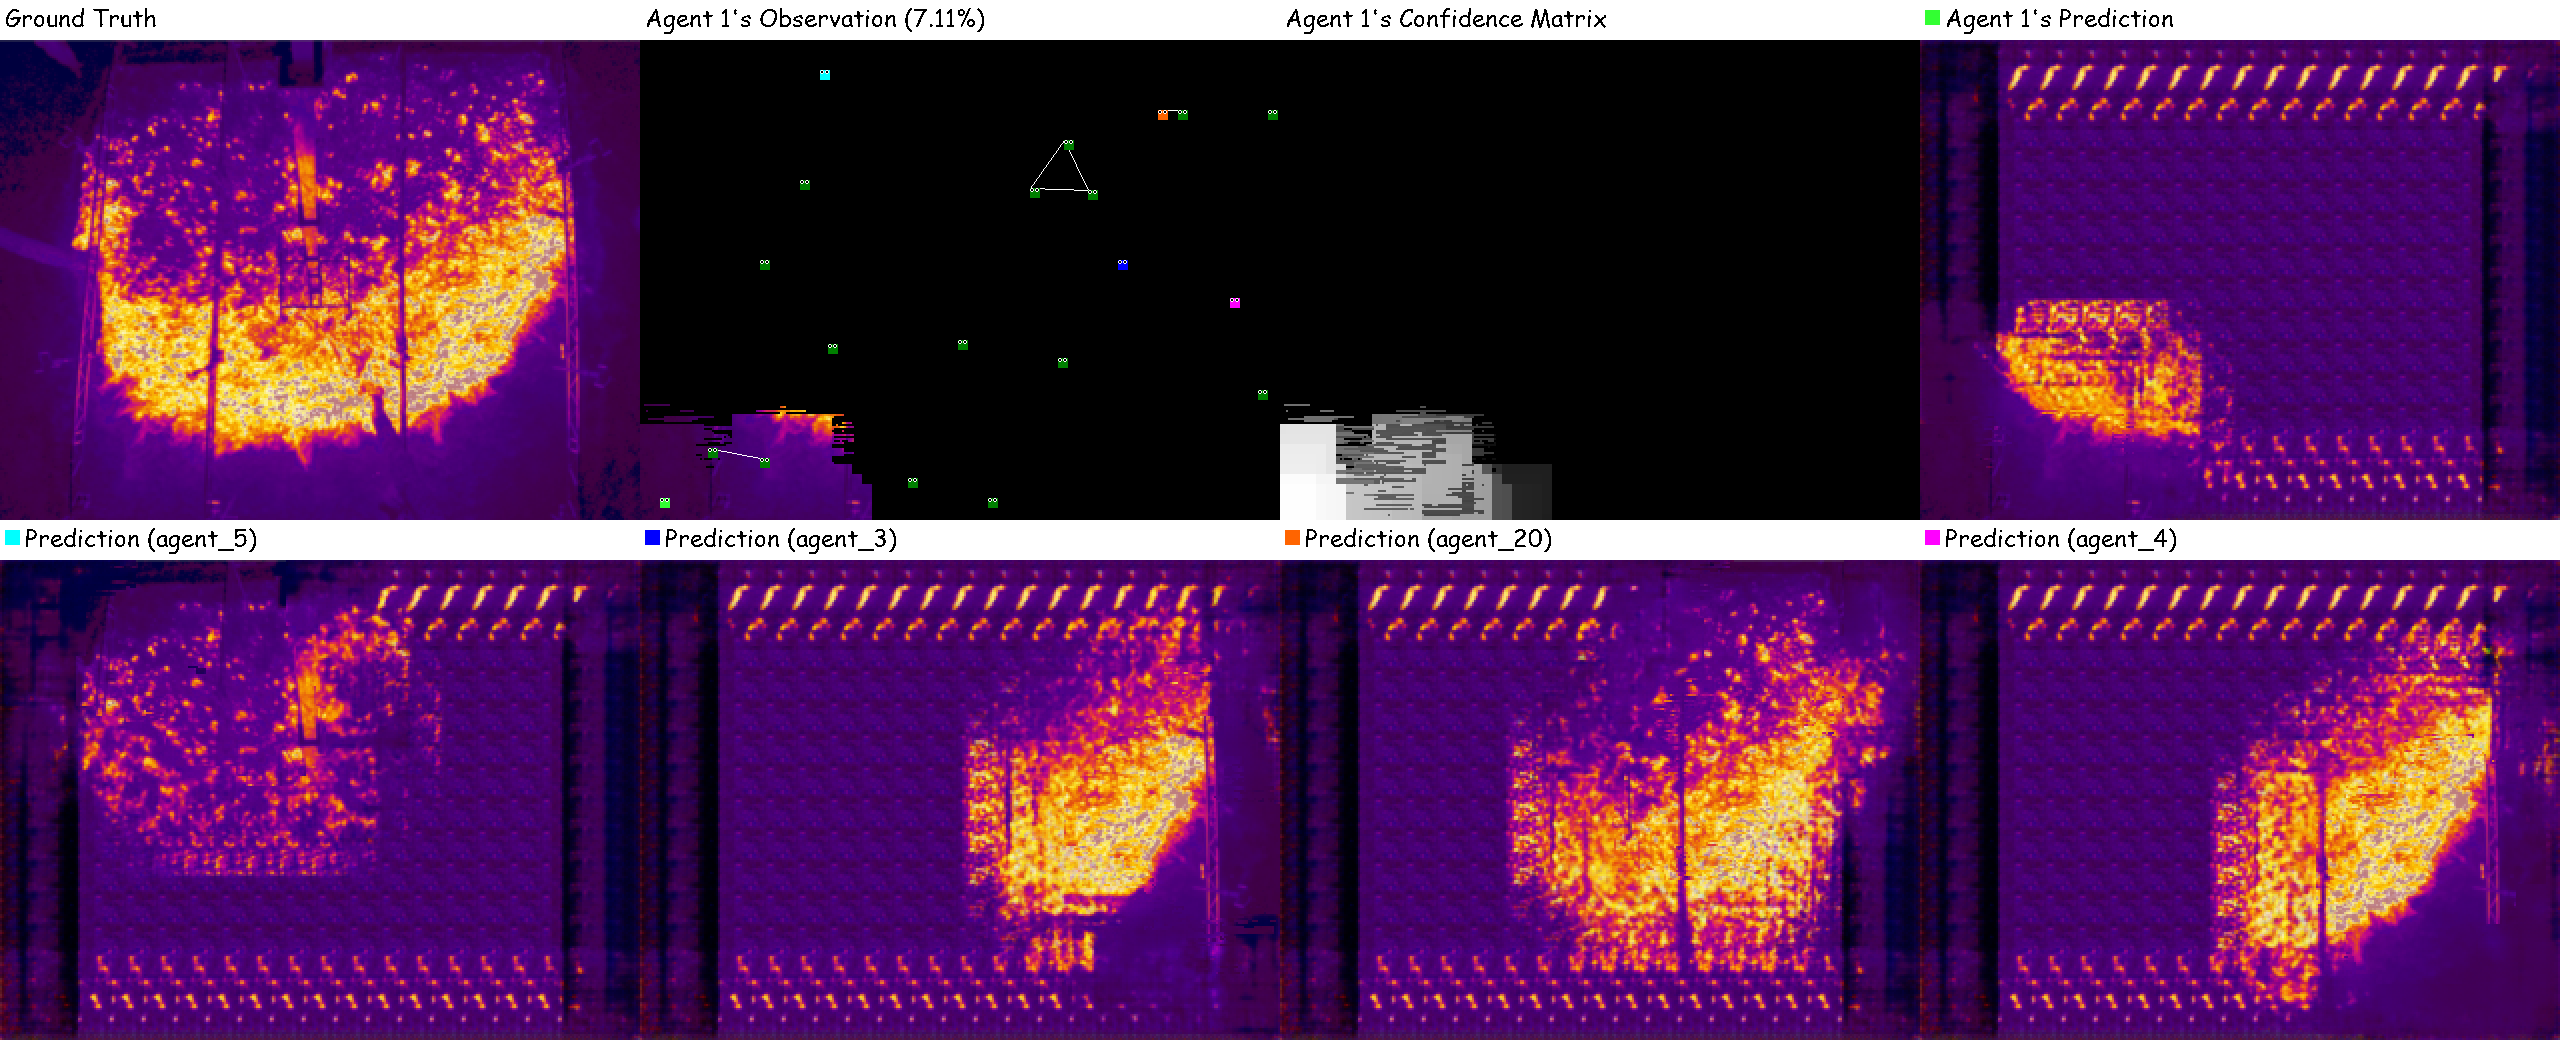 Ground Truth
Agent 1's Observation (7.11%)
Agent 1's Confidence Matrix
Agent 1's Prediction
Prediction (agent_5)
Prediction (agent_3)
Prediction (agent_20)
Prediction (agent_4)